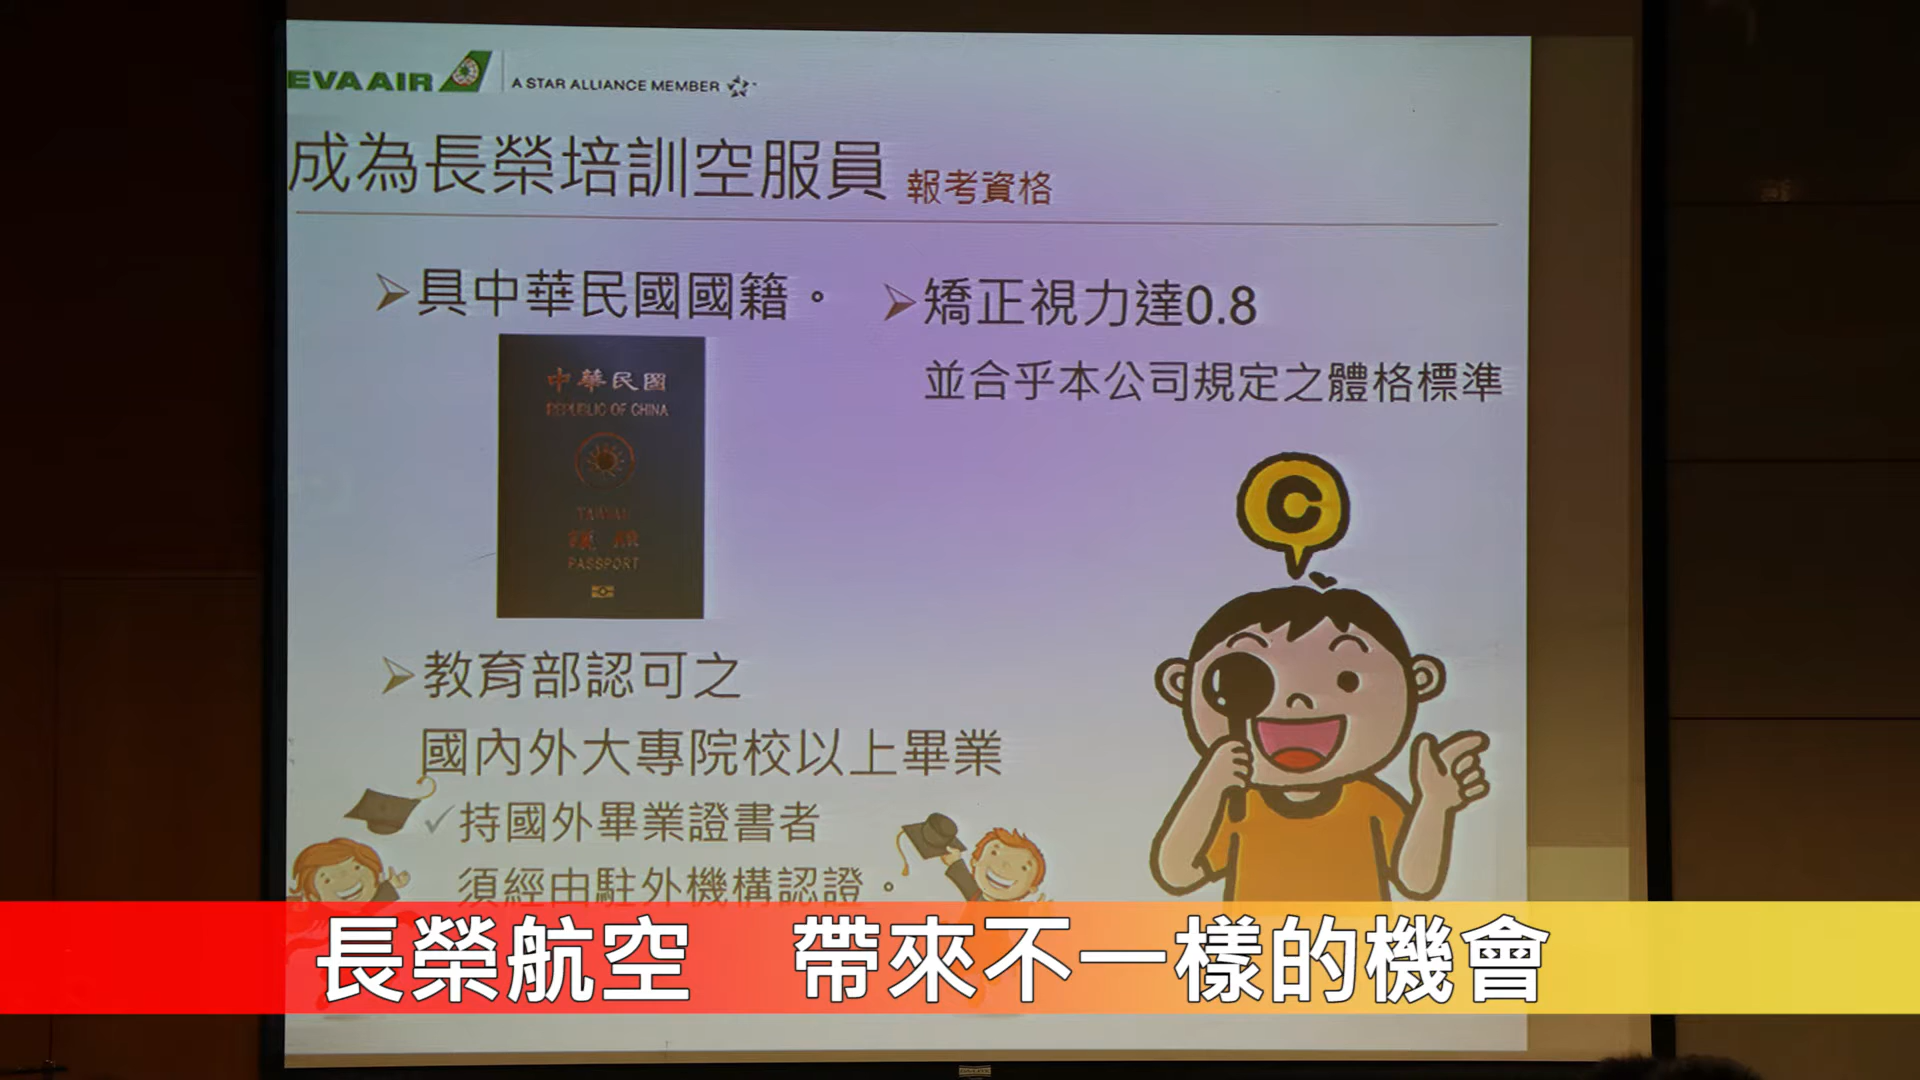 EVA AIR A STAR ALLIANCE MEMBER
成為長榮培訓空服員 報考資格
具中華民國國籍。
矯正視力達0.8
並合乎本公司規定之體格標準
中華民國
REPUBLIC OF CHINA
TAIWAN
護照
PASSPORT
C
教育部認可之
國內外大專院校以上畢業
持國外畢業證書者
須經由駐外機構認證。
長榮航空 帶來不一樣的機會